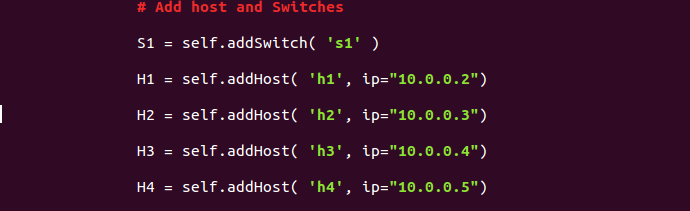 # Add host and Switches
S1 = self.addSwitch( 's1' )
H1 = self.addHost( 'h1', ip="10.0.0.2")
H2 = self.addHost( 'h2', ip="10.0.0.3")
H3 = self.addHost( 'h3', ip="10.0.0.4")
H4 = self.addHost( 'h4', ip="10.0.0.5")